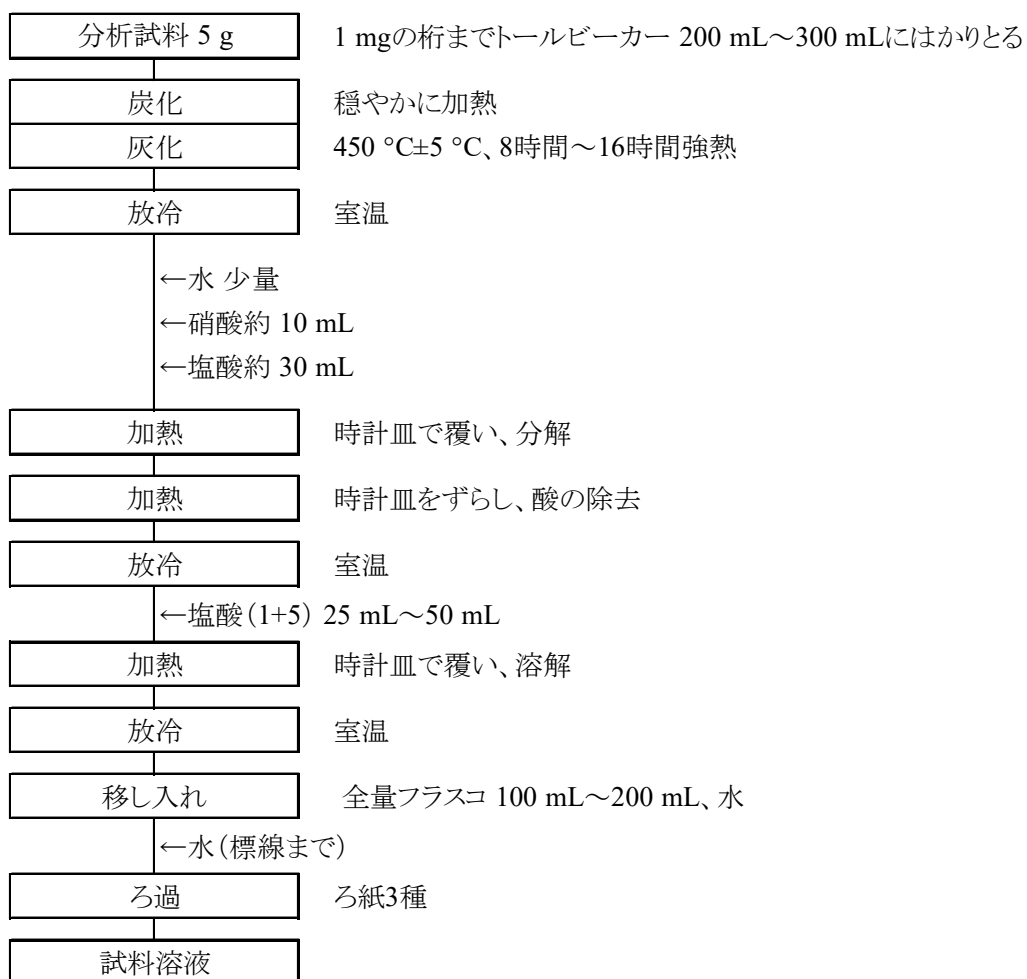 分析試料 5 g 1 mgの桁までトールビーカー 200 mL～300 mLにはかりとる
炭化 穏やかに加熱
灰化 450 °C±5 °C、8時間～16時間強熱
放冷 室温
←水 少量
←硝酸約 10 mL
←塩酸約 30 mL
加熱 時計皿で覆い、分解
加熱 時計皿をずらし、酸の除去
放冷 室温
←塩酸（1+5） 25 mL～50 mL
加熱 時計皿で覆い、溶解
放冷 室温
移し入れ 全量フラスコ 100 mL～200 mL、水
←水（標線まで）
ろ過 ろ紙3種
試料溶液